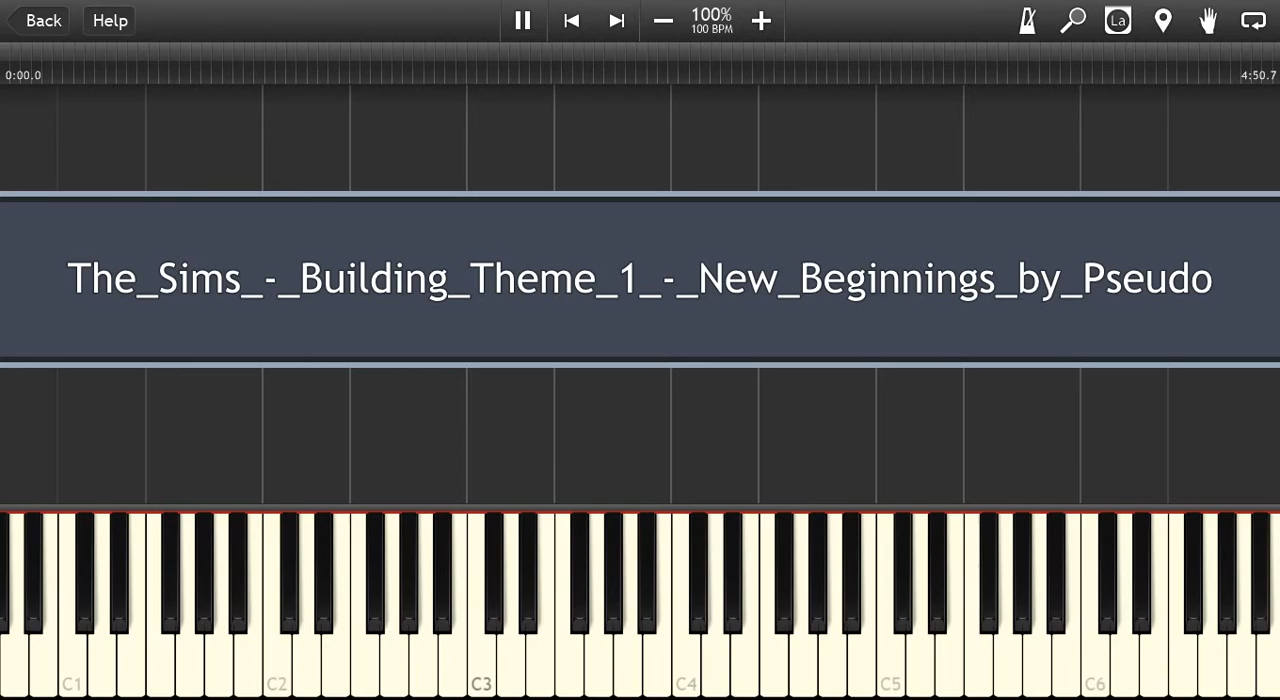 Back Help 100% La
100 BPM
0:00.0 4:50.7
The_Sims_-_Building_Theme_1_-_New_Beginnings_by_Pseudo
C1 C2 C3 C4 C5 C6